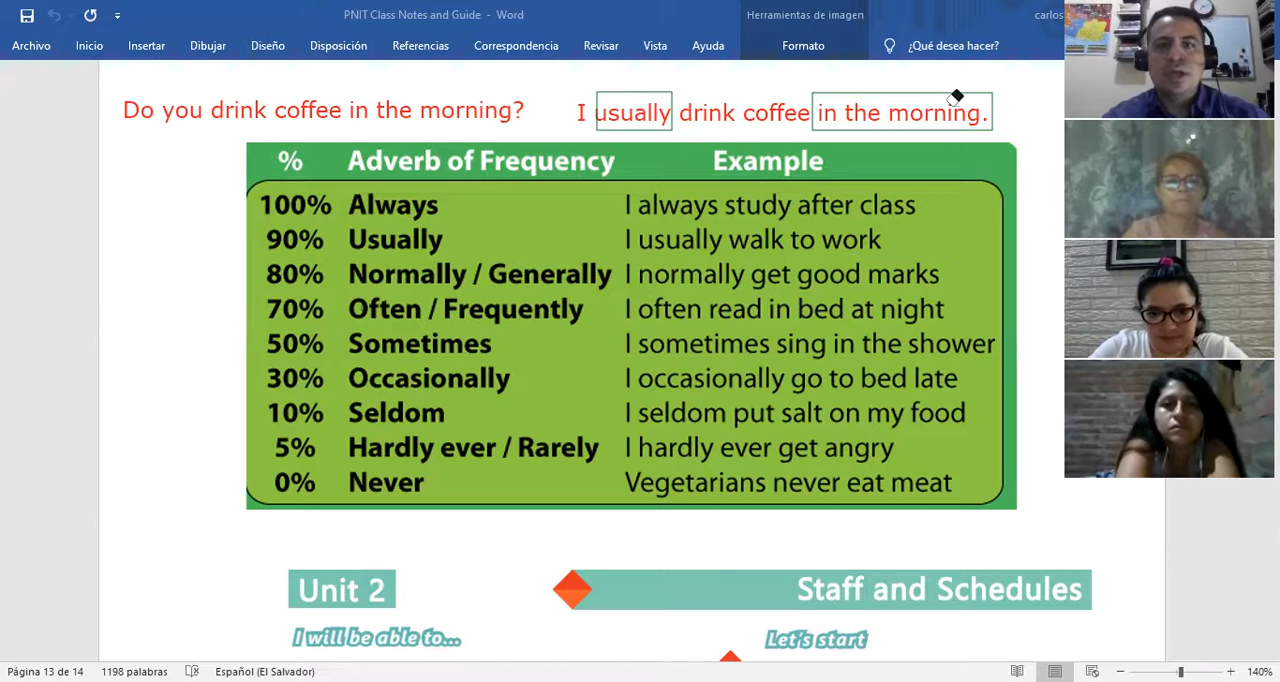 PNIT Class Notes and Guide - Word
Herramientas de imagen
carlos
Archivo Inicio Insertar Dibujar Diseño Disposición Referencias Correspondencia Revisar Vista Ayuda Formato ¿Qué desea hacer?
Do you drink coffee in the morning? I usually drink coffee in the morning.
% Adverb of Frequency Example
100% Always I always study after class
90% Usually I usually walk to work
80% Normally / Generally I normally get good marks
70% Often / Frequently I often read in bed at night
50% Sometimes I sometimes sing in the shower
30% Occasionally I occasionally go to bed late
10% Seldom I seldom put salt on my food
5% Hardly ever / Rarely I hardly ever get angry
0% Never Vegetarians never eat meat
Unit 2 Staff and Schedules
I will be able to... Let's start
Página 13 de 14 1198 palabras Español (El Salvador) 140%